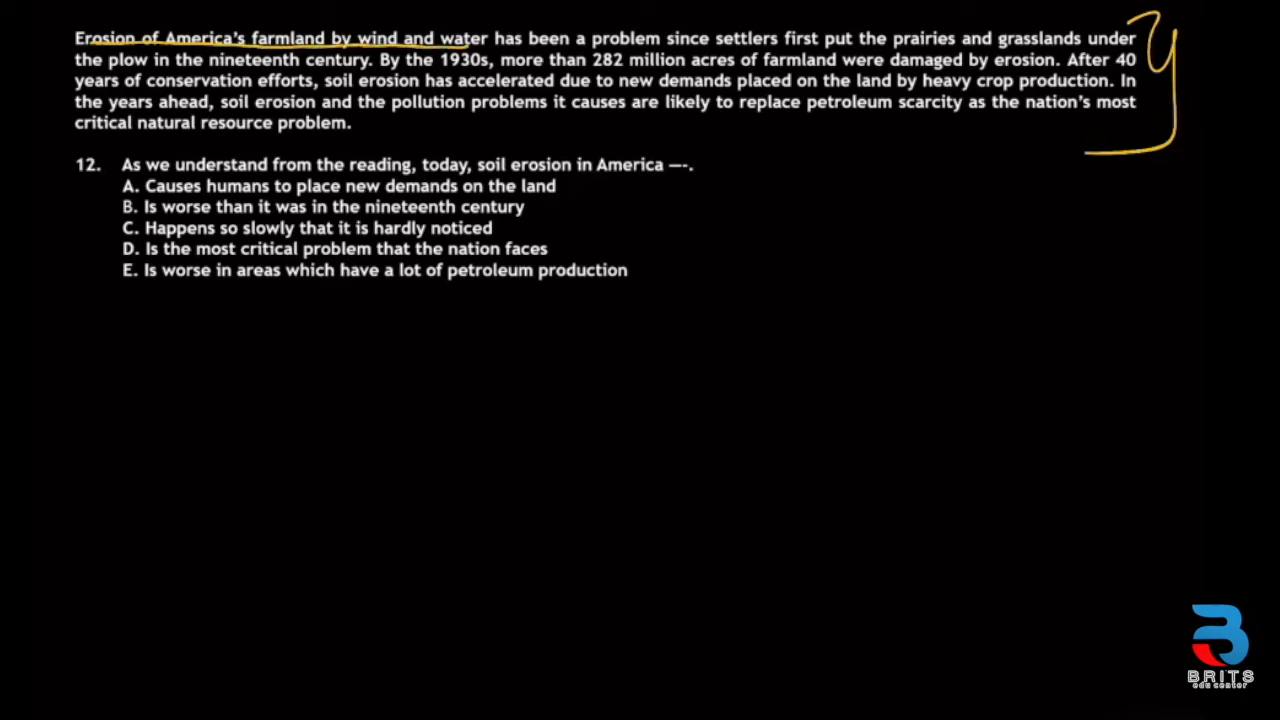 Erosion of America's farmland by wind and water has been a problem since settlers first put the prairies and grasslands under
the plow in the nineteenth century. By the 1930s, more than 282 million acres of farmland were damaged by erosion. After 40
years of conservation efforts, soil erosion has accelerated due to new demands placed on the land by heavy crop production. In
the years ahead, soil erosion and the pollution problems it causes are likely to replace petroleum scarcity as the nation's most
critical natural resource problem.
12. As we understand from the reading, today, soil erosion in America —-.
A. Causes humans to place new demands on the land
B. Is worse than it was in the nineteenth century
C. Happens so slowly that it is hardly noticed
D. Is the most critical problem that the nation faces
E. Is worse in areas which have a lot of petroleum production
BRITS
edu center